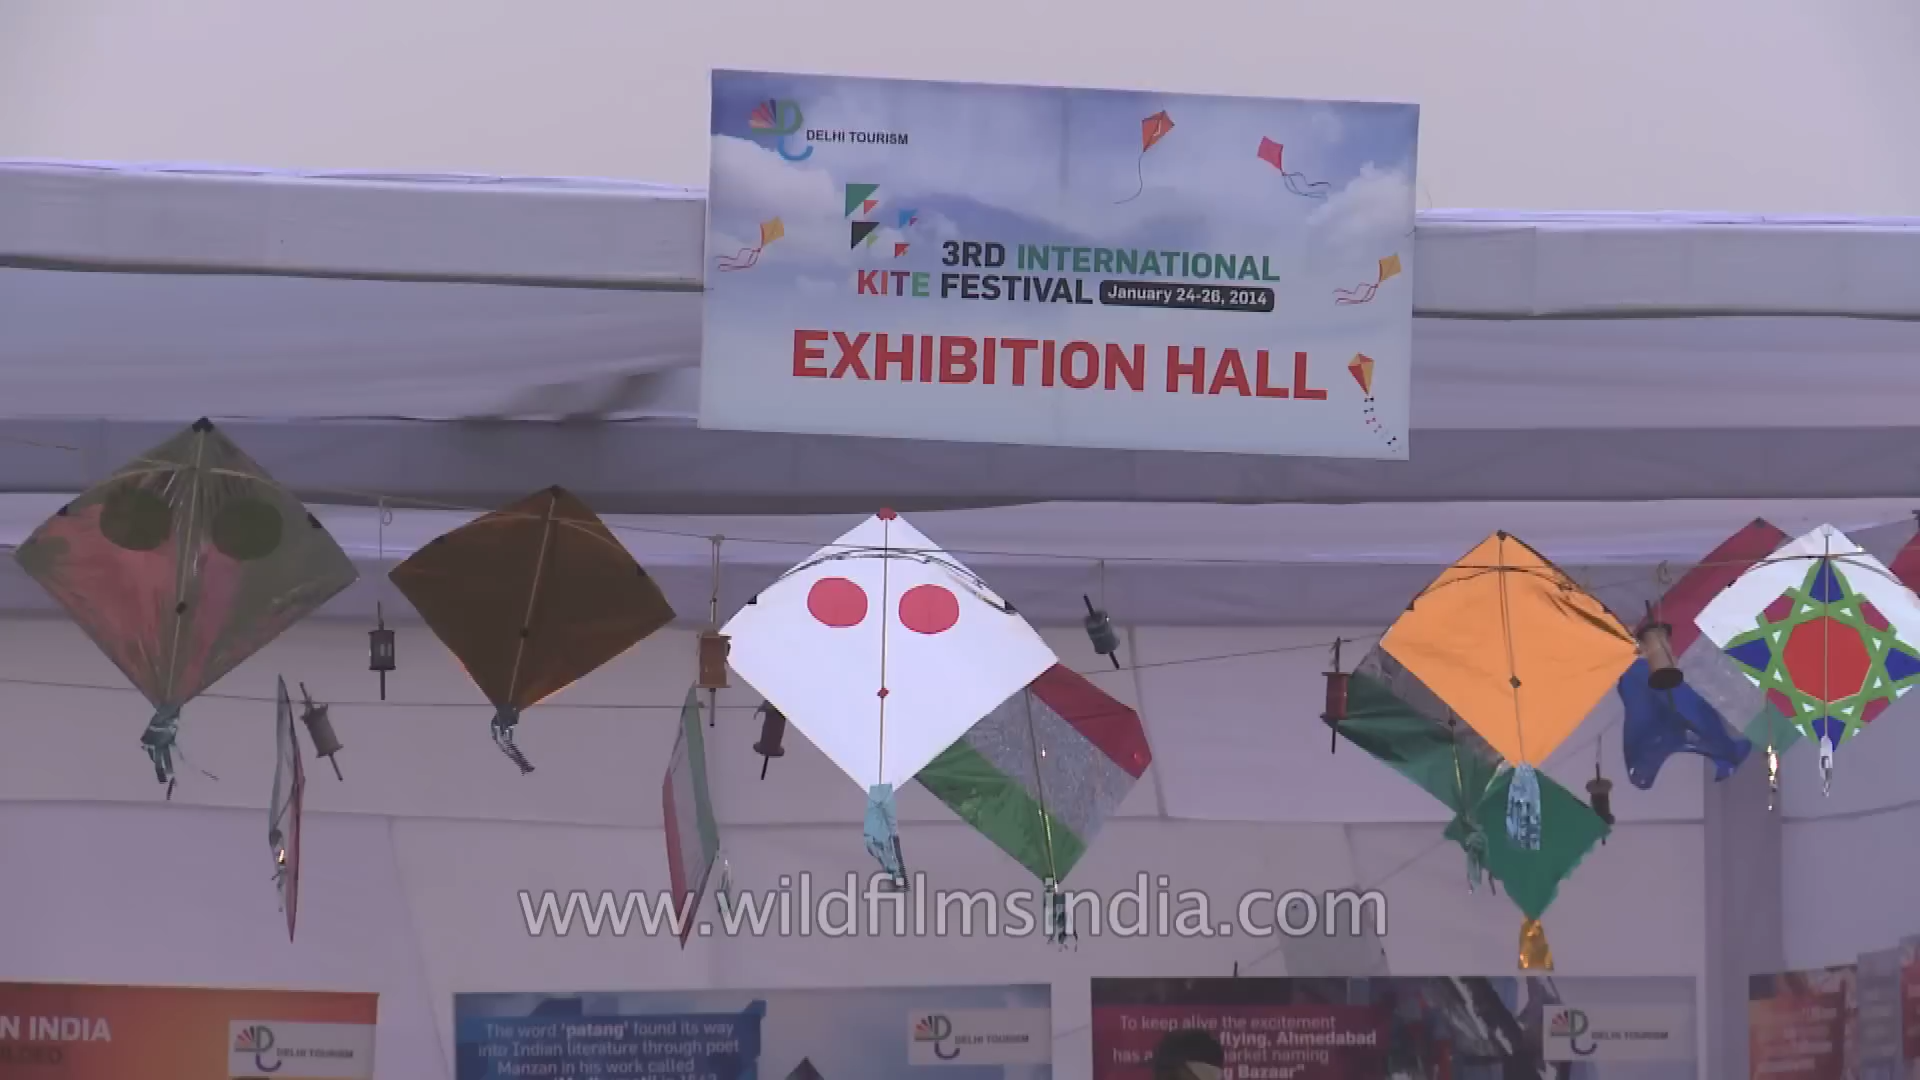 DELHI TOURISM
3RD INTERNATIONAL
KITE FESTIVAL January 24-26, 2014
EXHIBITION HALL
www.wildfilmsindia.com
N INDIA
DELHI TOURISM
The word 'patang' found its way
into Indian literature through poet
Manzan in his work called
DELHI TOURISM
To keep alive the excitement
flying, Ahmedabad
has a market naming
g Bazaar"
DELHI TOURISM